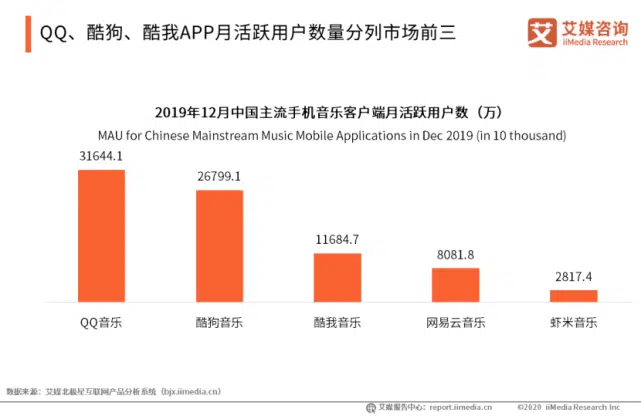 QQ、酷狗、酷我APP月活跃用户数量分列市场前三
艾媒 艾媒咨询
iiMedia Research
2019年12月中国主流手机音乐客户端月活跃用户数（万）
MAU for Chinese Mainstream Music Mobile Applications in Dec 2019 (in 10 thousand)
31644.1
26799.1
11684.7
8081.8
2817.4
QQ音乐 酷狗音乐 酷我音乐 网易云音乐 虾米音乐
数据来源：艾媒北极星互联网产品分析系统（bjx.iimedia.cn）
艾媒报告中心：report.iimedia.cn ©2020 iiMedia Research Inc